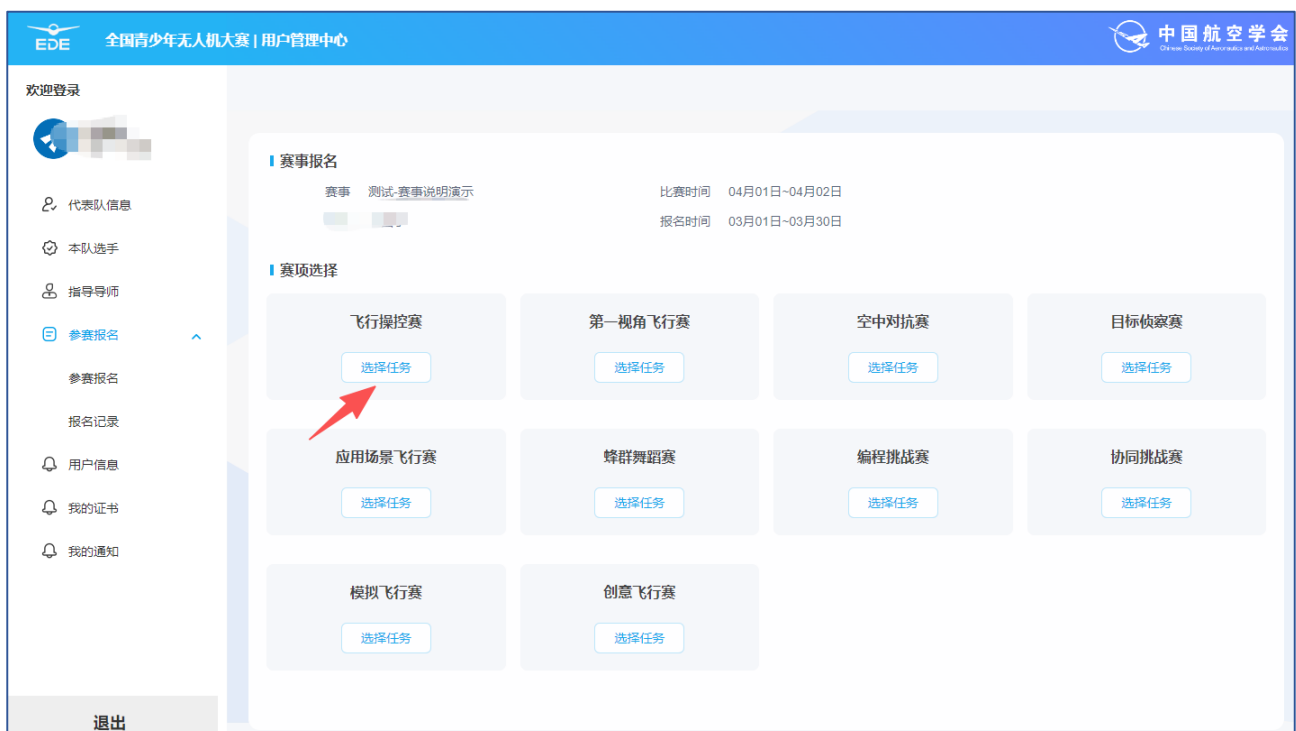 EDE 全国青少年无人机大赛 | 用户管理中心
中国航空学会
Chinese Society of Aeronautics and Astronautics
欢迎登录
代表队信息
本队选手
指导导师
参赛报名
参赛报名
报名记录
用户信息
我的证书
我的通知
退出
赛事报名
赛事 测试-赛事说明演示 比赛时间 04月01日~04月02日
报名时间 03月01日~03月30日
赛项选择
飞行操控赛 第一视角飞行赛 空中对抗赛 目标侦察赛
选择任务 选择任务 选择任务 选择任务
应用场景飞行赛 蜂群舞蹈赛 编程挑战赛 协同挑战赛
选择任务 选择任务 选择任务 选择任务
模拟飞行赛 创意飞行赛
选择任务 选择任务